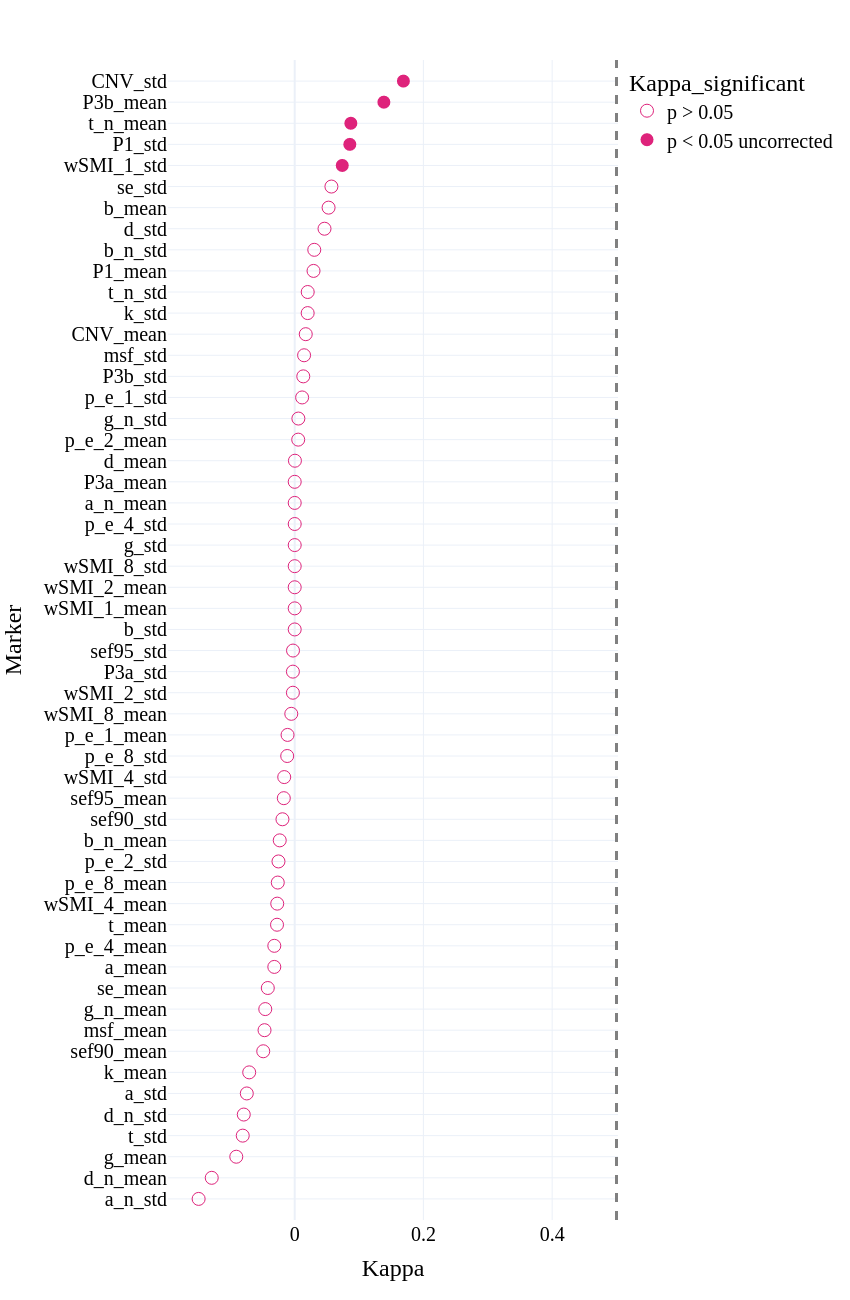 Kappa_significant
p > 0.05
p < 0.05 uncorrected
Marker
CNV_std
P3b_mean
t_n_mean
P1_std
wSMI_1_std
se_std
b_mean
d_std
b_n_std
P1_mean
t_n_std
k_std
CNV_mean
msf_std
P3b_std
p_e_1_std
g_n_std
p_e_2_mean
d_mean
P3a_mean
a_n_mean
p_e_4_std
g_std
wSMI_8_std
wSMI_2_mean
wSMI_1_mean
b_std
sef95_std
P3a_std
wSMI_2_std
wSMI_8_mean
p_e_1_mean
p_e_8_std
wSMI_4_std
sef95_mean
sef90_std
b_n_mean
p_e_2_std
p_e_8_mean
wSMI_4_mean
t_mean
p_e_4_mean
a_mean
se_mean
g_n_mean
msf_mean
sef90_mean
k_mean
a_std
d_n_std
t_std
g_mean
d_n_mean
a_n_std
0 0.2 0.4
Kappa